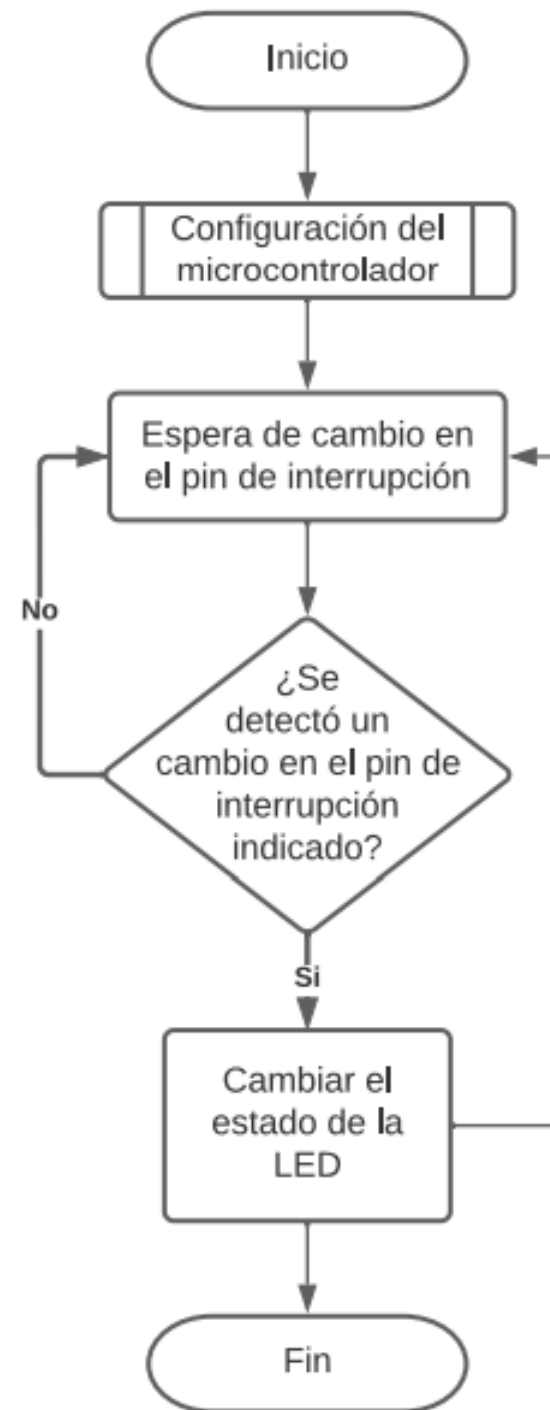 Inicio
Configuración del
microcontrolador
Espera de cambio en
el pin de interrupción
No
¿Se
detectó un
cambio en el pin de
interrupción
indicado?
Si
Cambiar el
estado de la
LED
Fin